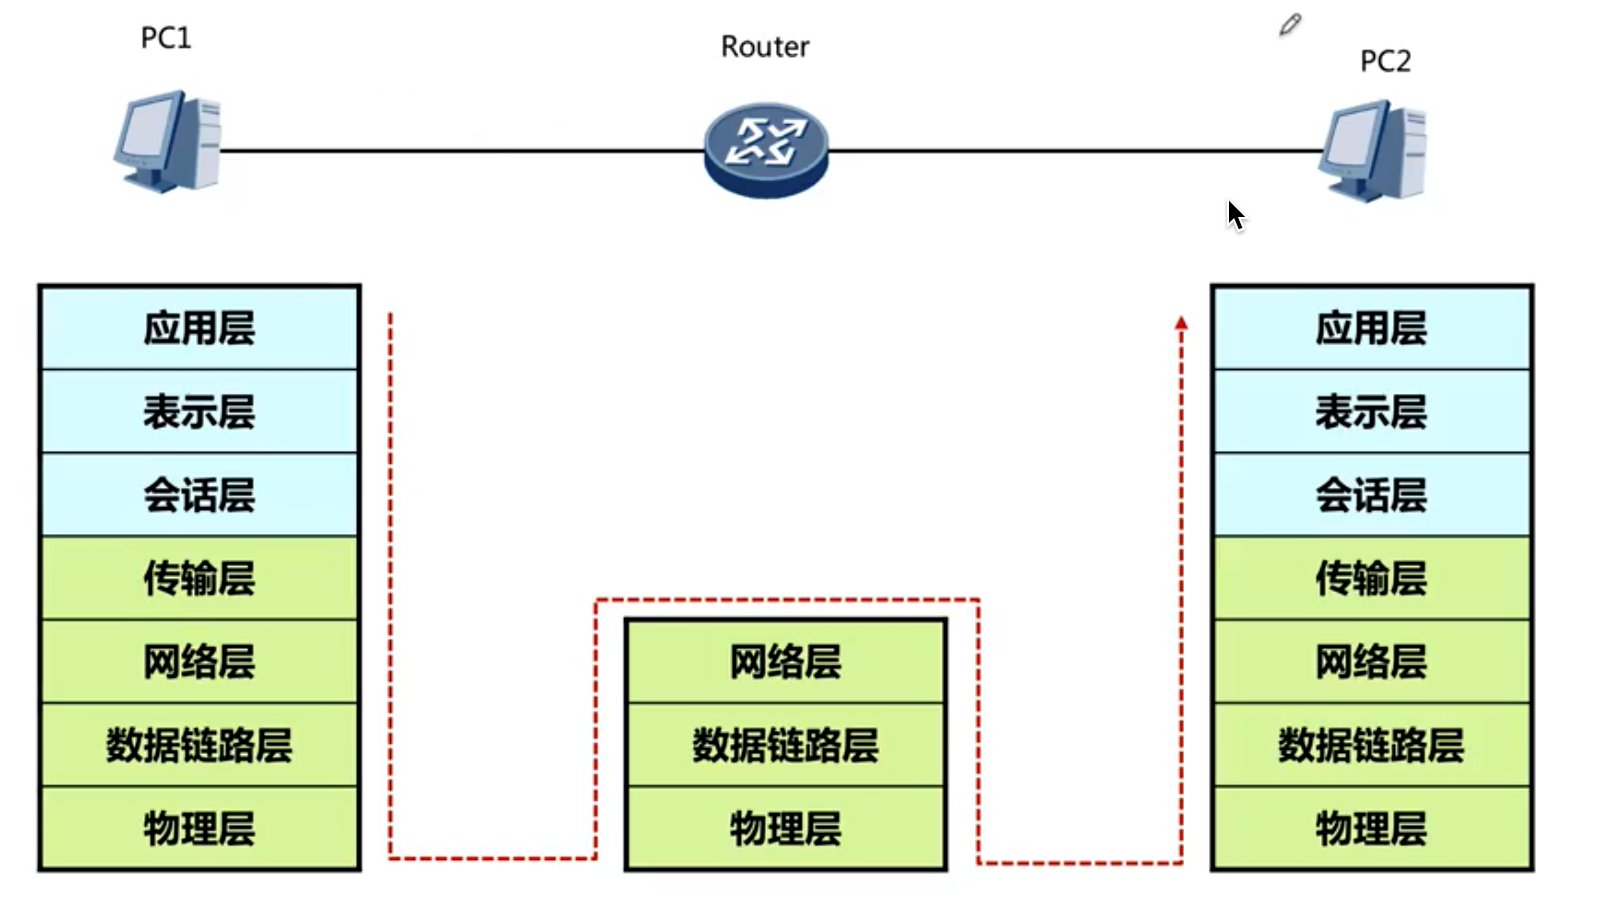 PC1
Router
PC2
应用层
表示层
会话层
传输层
网络层
数据链路层
物理层
网络层
数据链路层
物理层
应用层
表示层
会话层
传输层
网络层
数据链路层
物理层